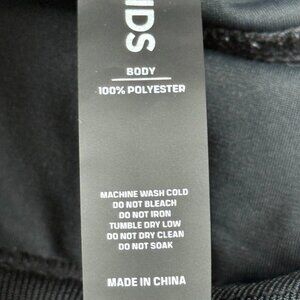 IDS
BODY
100% POLYESTER
MACHINE WASH COLD
DO NOT BLEACH
DO NOT IRON
TUMBLE DRY LOW
DO NOT DRY CLEAN
DO NOT SOAK
MADE IN CHINA